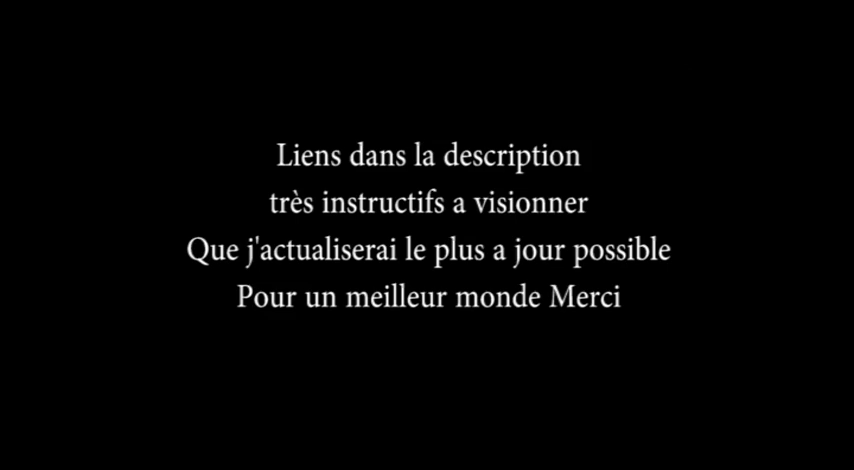 Liens dans la description
très instructifs a visionner
Que j'actualiserai le plus a jour possible
Pour un meilleur monde Merci